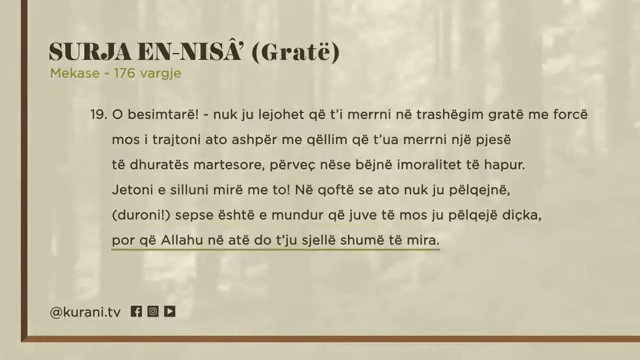 SURJA EN-NISÂ’ (Gratë)
Mekase - 176 vargje
19. O besimtarë! - nuk ju lejohet që t’i merrni në trashëgim gratë me forcë
mos i trajtoni ato ashpër me qëllim që t’ua merrni një pjesë
të dhuratës martesore, përveç nëse bëjnë imoralitet të hapur.
Jetoni e silluni mirë me to! Në qoftë se ato nuk ju pëlqejnë,
(duroni!) sepse është e mundur që juve të mos ju pëlqejë diçka,
por që Allahu në atë do t’ju sjellë shumë të mira.
@kurani.tv